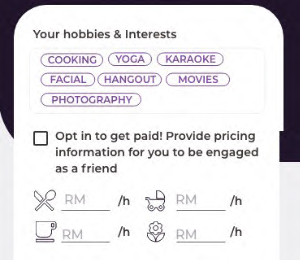 Your hobbies & Interests
COOKING YOGA KARAOKE
FACIAL HANGOUT MOVIES
PHOTOGRAPHY
Opt in to get paid! Provide pricing
information for you to be engaged
as a friend
RM /h RM /h
RM /h RM /h